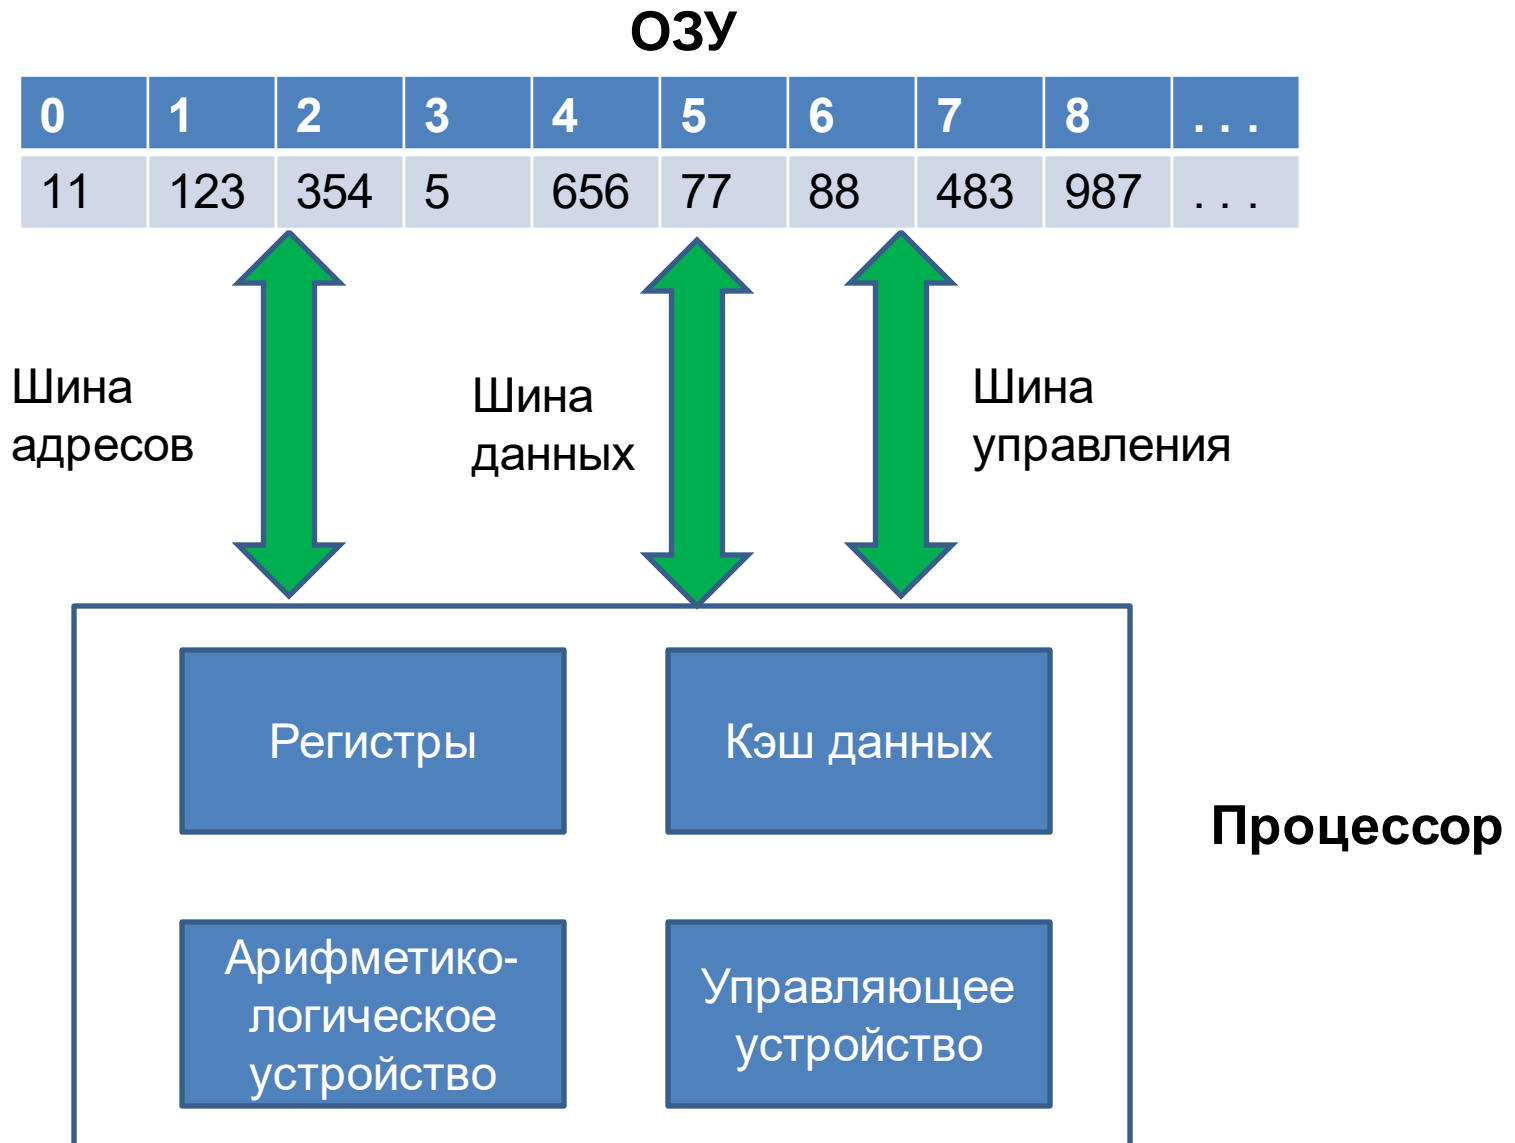 ОЗУ
0 1 2 3 4 5 6 7 8 . . .
11 123 354 5 656 77 88 483 987 . . .
Шина
адресов
Шина
данных
Шина
управления
Регистры
Кэш данных
Процессор
Арифметико-
логическое
устройство
Управляющее
устройство